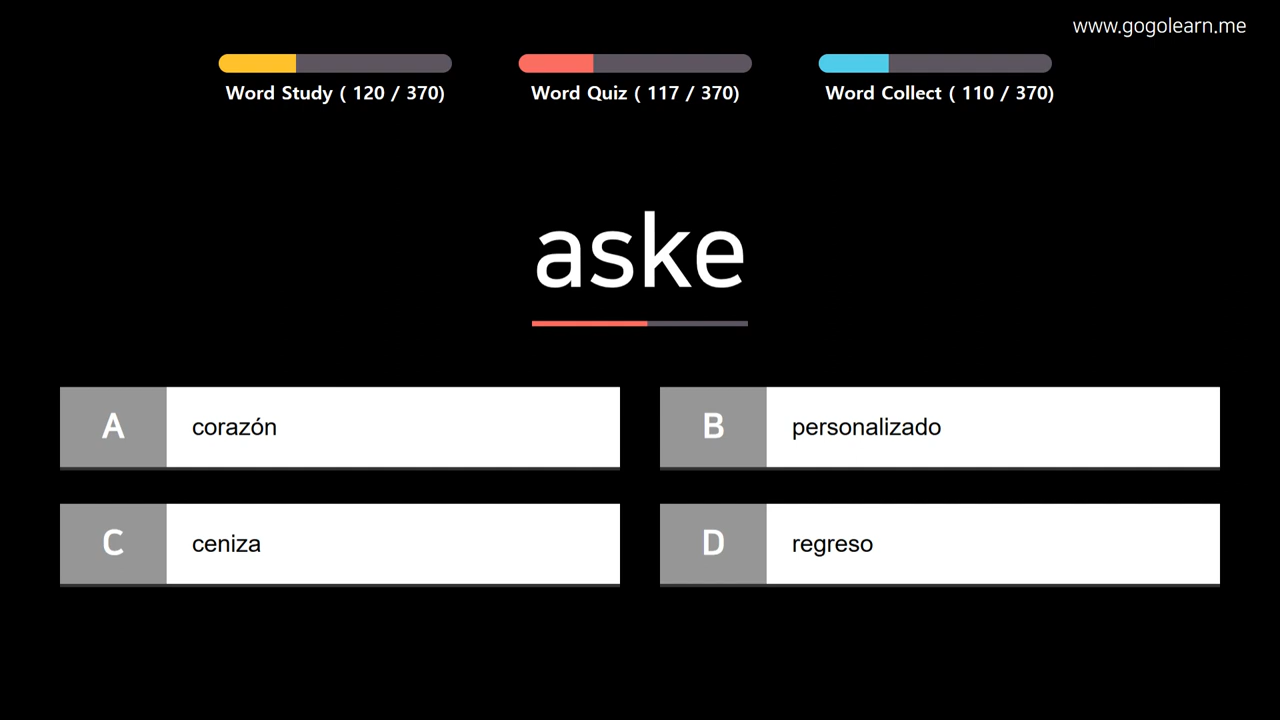 www.gogolearn.me
Word Study ( 120 / 370)
Word Quiz ( 117 / 370)
Word Collect ( 110 / 370)
aske
A corazón
B personalizado
C ceniza
D regreso